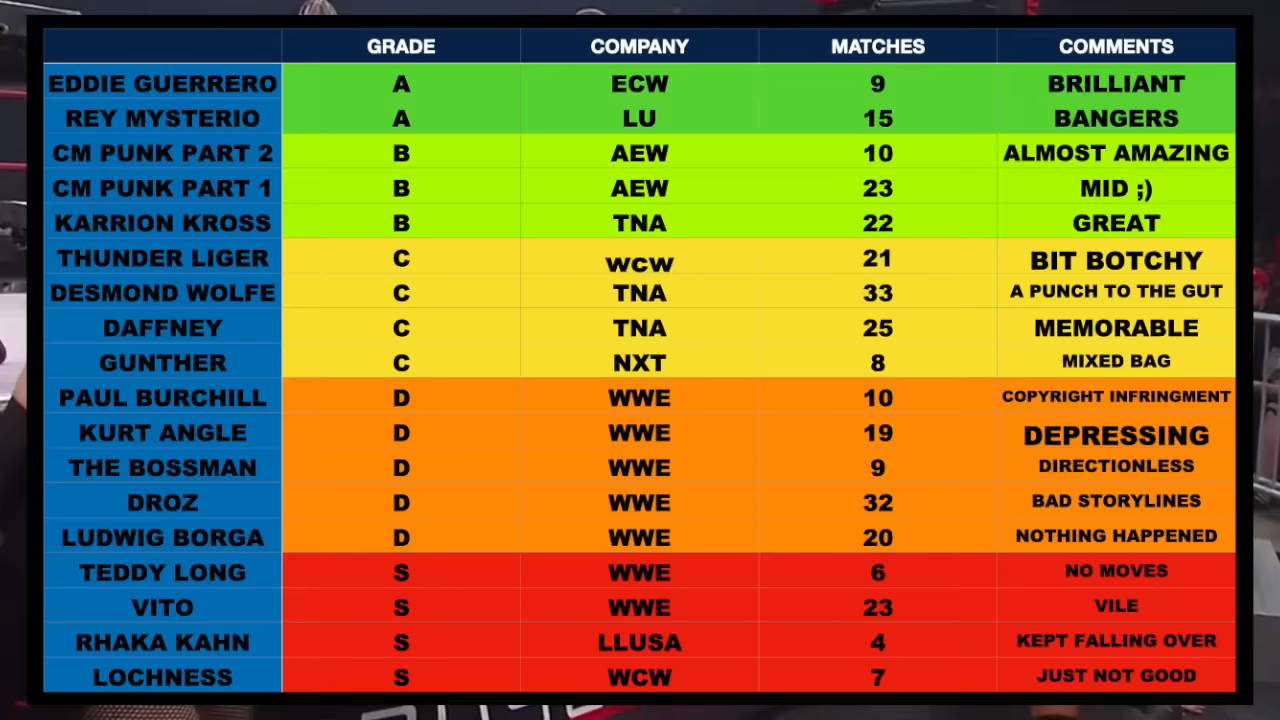 GRADE COMPANY MATCHES COMMENTS
EDDIE GUERRERO A ECW 9 BRILLIANT
REY MYSTERIO A LU 15 BANGERS
CM PUNK PART 2 B AEW 10 ALMOST AMAZING
CM PUNK PART 1 B AEW 23 MID ;)
KARRION KROSS B TNA 22 GREAT
THUNDER LIGER C WCW 21 BIT BOTCHY
DESMOND WOLFE C TNA 33 A PUNCH TO THE GUT
DAFFNEY C TNA 25 MEMORABLE
GUNTHER C NXT 8 MIXED BAG
PAUL BURCHILL D WWE 10 COPYRIGHT INFRINGMENT
KURT ANGLE D WWE 19 DEPRESSING
THE BOSSMAN D WWE 9 DIRECTIONLESS
DROZ D WWE 32 BAD STORYLINES
LUDWIG BORGA D WWE 20 NOTHING HAPPENED
TEDDY LONG S WWE 6 NO MOVES
VITO S WWE 23 VILE
RHAKA KAHN S LLUSA 4 KEPT FALLING OVER
LOCHNESS S WCW 7 JUST NOT GOOD